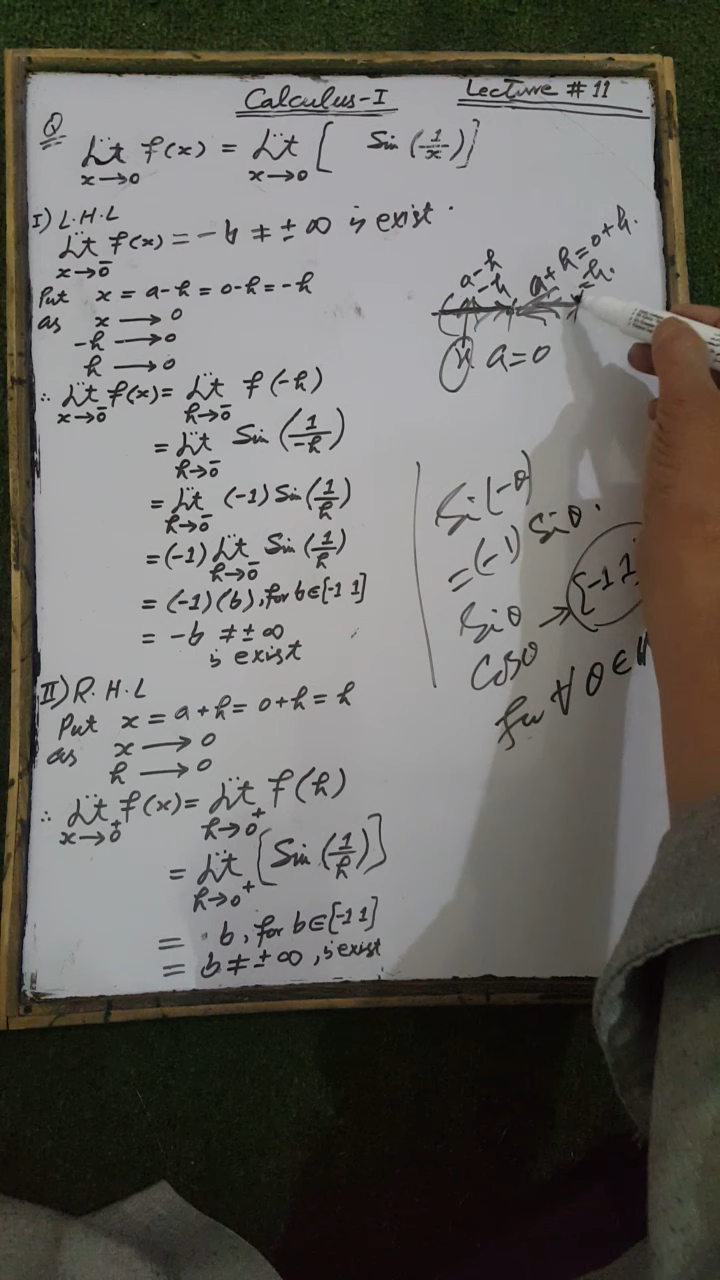 Calculus-I Lecture # 11
Q Lt x→0 f(x) = Lt x→0 [ Sin (1/x)]
I) L.H.L
Lt x→0⁻ f(x) = -b ≠ ± ∞ is exist.
Put x = a-h = 0-h = -h
as x → 0
-h → 0
h → 0
∴ Lt x→0⁻ f(x) = Lt h→0⁻ f(-h)
= Lt h→0⁻ Sin (1/-h)
= Lt h→0⁻ (-1) Sin (1/h)
= (-1) Lt h→0⁻ Sin (1/h)
= (-1) (b), for b∈[-1 1]
= -b ≠ ± ∞
is exist
II) R.H.L
Put x = a+h = 0+h = h
as x → 0
h → 0
∴ Lt x→0⁺ f(x) = Lt h→0⁺ f(h)
= Lt h→0⁺ [Sin (1/h)]
= b, for b∈[-1 1]
= b ≠ ± ∞, is exist
a-h
-h
a+h=0+h.
=h.
a=0
Sin(-θ)
= (-1) Sinθ.
Sinθ → [-1 1]
Cosθ
for ∀ θ ∈